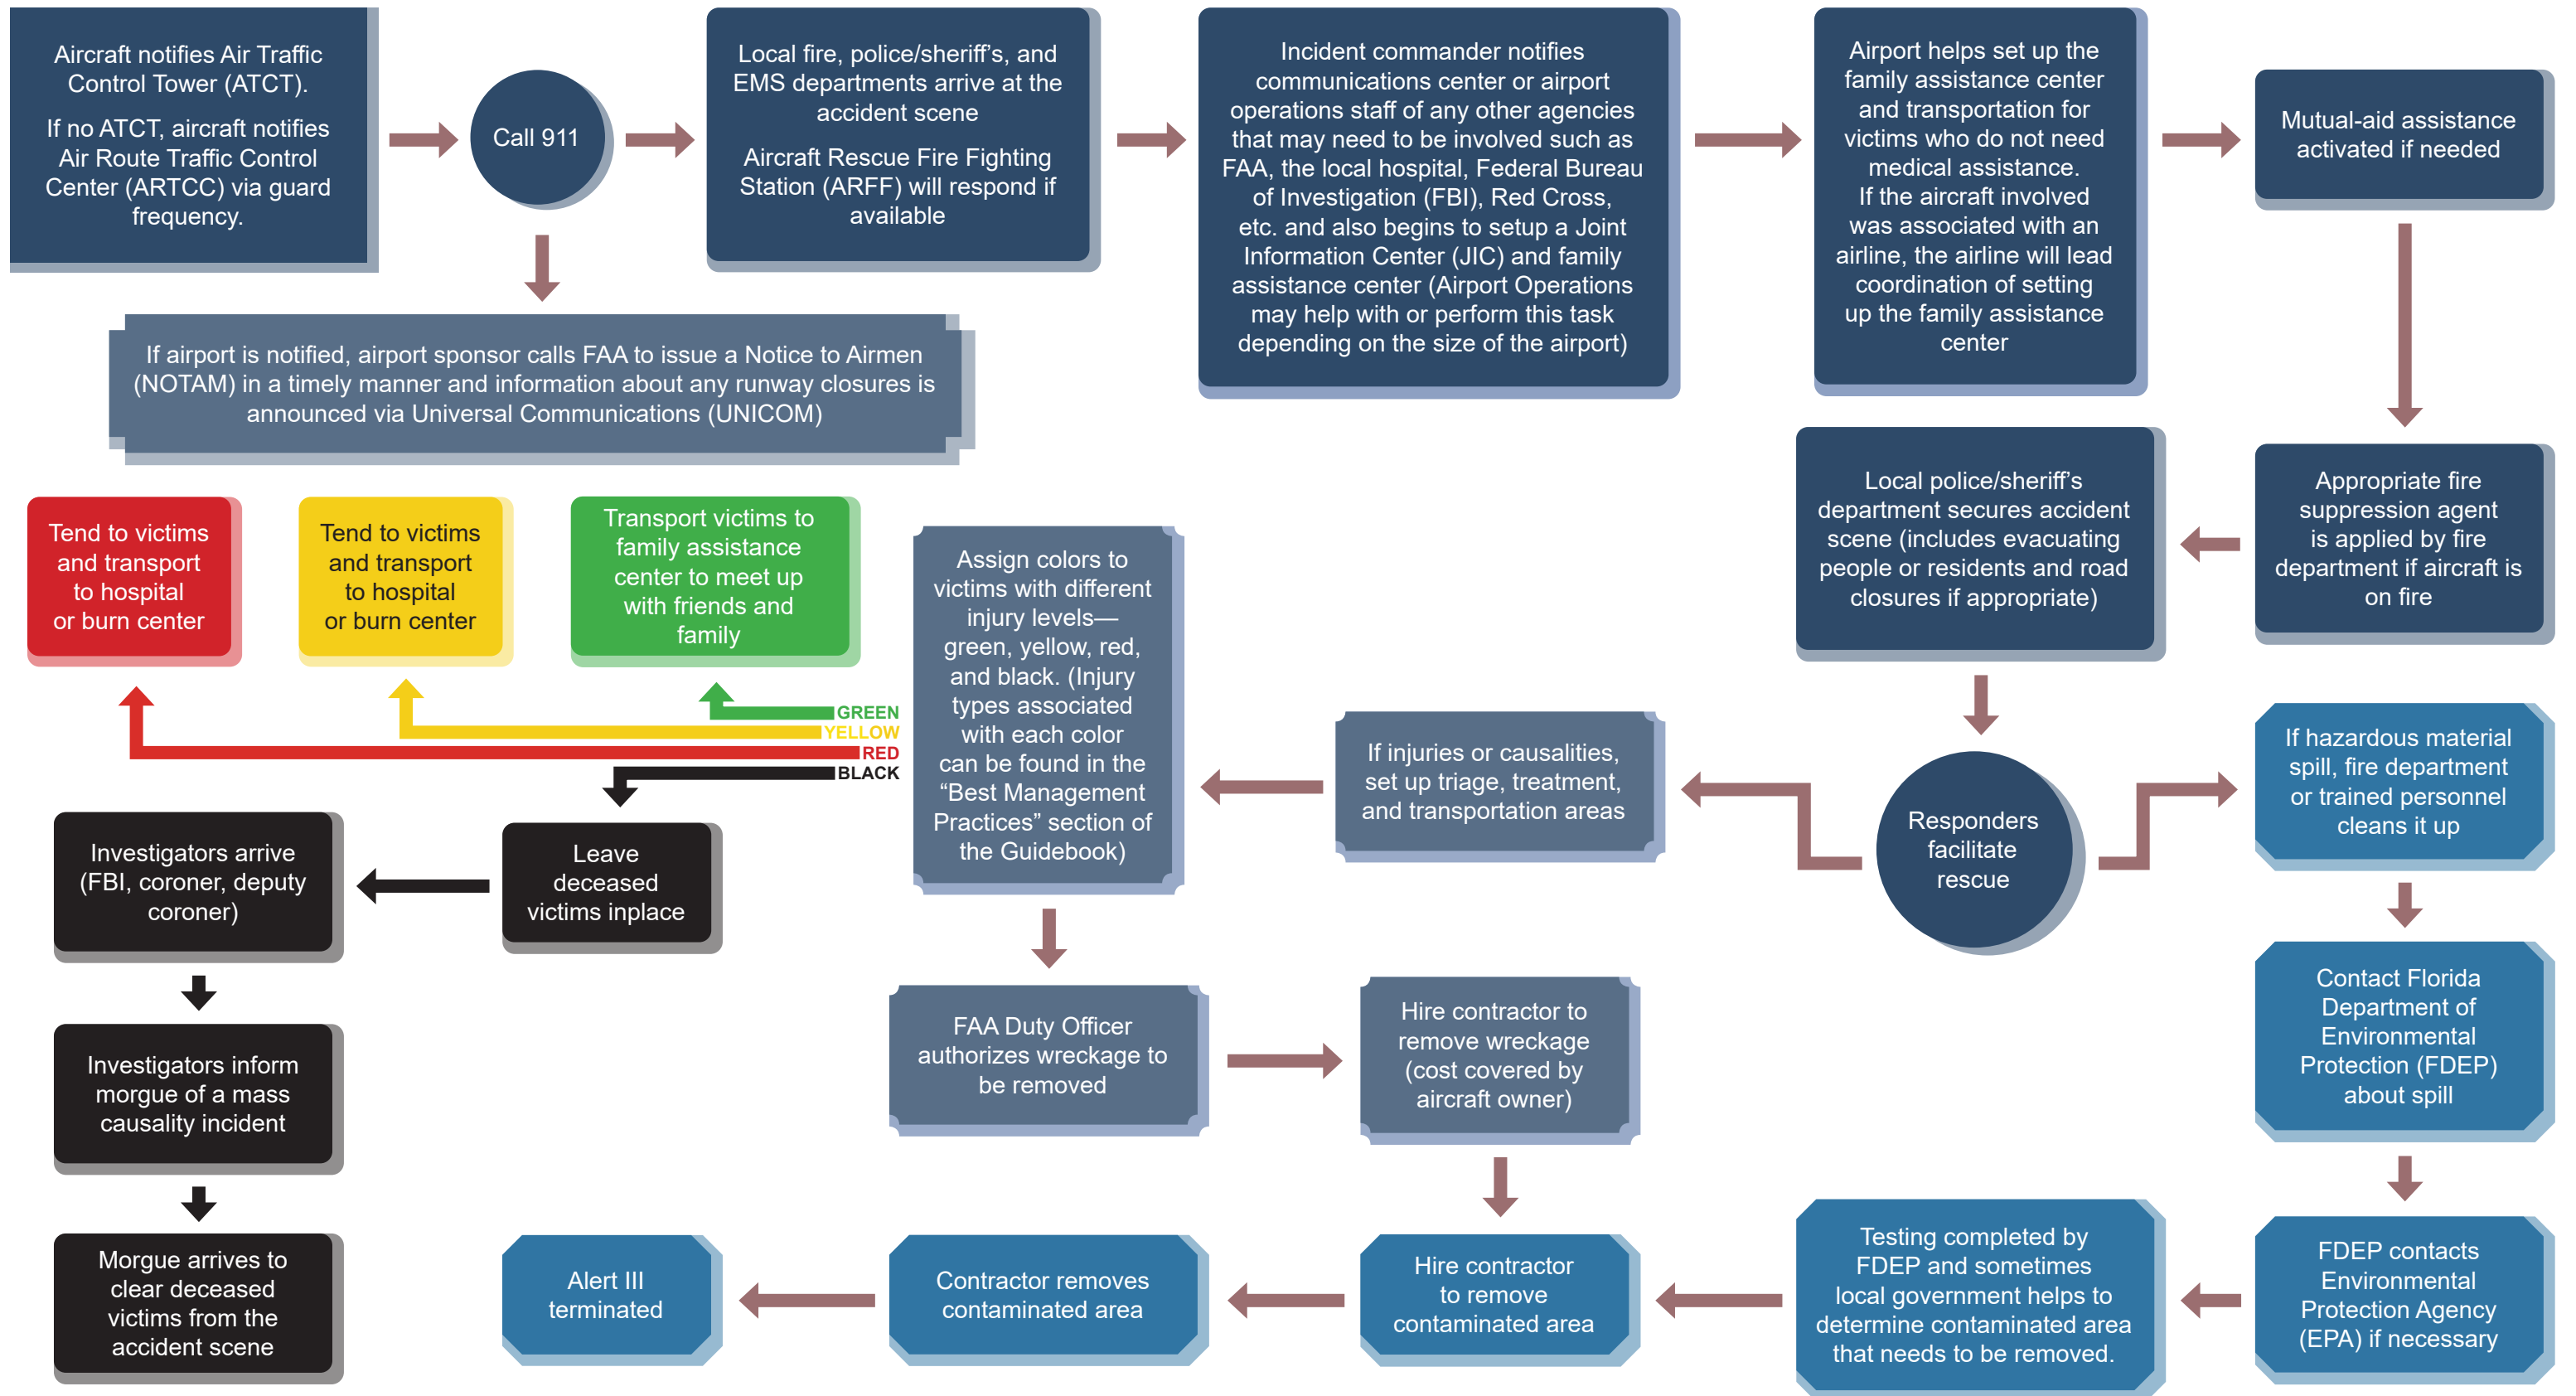 Aircraft notifies Air Traffic
Control Tower (ATCT).
If no ATCT, aircraft notifies
Air Route Traffic Control
Center (ARTCC) via guard
frequency.
Call 911
Local fire, police/sheriff’s, and
EMS departments arrive at the
accident scene
Aircraft Rescue Fire Fighting
Station (ARFF) will respond if
available
Incident commander notifies
communications center or airport
operations staff of any other agencies
that may need to be involved such as
FAA, the local hospital, Federal Bureau
of Investigation (FBI), Red Cross,
etc. and also begins to setup a Joint
Information Center (JIC) and family
assistance center (Airport Operations
may help with or perform this task
depending on the size of the airport)
Airport helps set up the
family assistance center
and transportation for
victims who do not need
medical assistance.
If the aircraft involved
was associated with an
airline, the airline will lead
coordination of setting
up the family assistance
center
Mutual-aid assistance
activated if needed
If airport is notified, airport sponsor calls FAA to issue a Notice to Airmen
(NOTAM) in a timely manner and information about any runway closures is
announced via Universal Communications (UNICOM)
Appropriate fire
suppression agent
is applied by fire
department if aircraft is
on fire
Local police/sheriff’s
department secures accident
scene (includes evacuating
people or residents and road
closures if appropriate)
Responders
facilitate
rescue
If injuries or causalities,
set up triage, treatment,
and transportation areas
Assign colors to
victims with different
injury levels—
green, yellow, red,
and black. (Injury
types associated
with each color
can be found in the
“Best Management
Practices” section of
the Guidebook)
GREEN
YELLOW
RED
BLACK
Transport victims to
family assistance
center to meet up
with friends and
family
Tend to victims
and transport
to hospital
or burn center
Tend to victims
and transport
to hospital
or burn center
Leave
deceased
victims inplace
Investigators arrive
(FBI, coroner, deputy
coroner)
Investigators inform
morgue of a mass
causality incident
Morgue arrives to
clear deceased
victims from the
accident scene
FAA Duty Officer
authorizes wreckage to
be removed
Hire contractor to
remove wreckage
(cost covered by
aircraft owner)
If hazardous material
spill, fire department
or trained personnel
cleans it up
Contact Florida
Department of
Environmental
Protection (FDEP)
about spill
FDEP contacts
Environmental
Protection Agency
(EPA) if necessary
Testing completed by
FDEP and sometimes
local government helps to
determine contaminated area
that needs to be removed.
Hire contractor
to remove
contaminated area
Contractor removes
contaminated area
Alert III
terminated